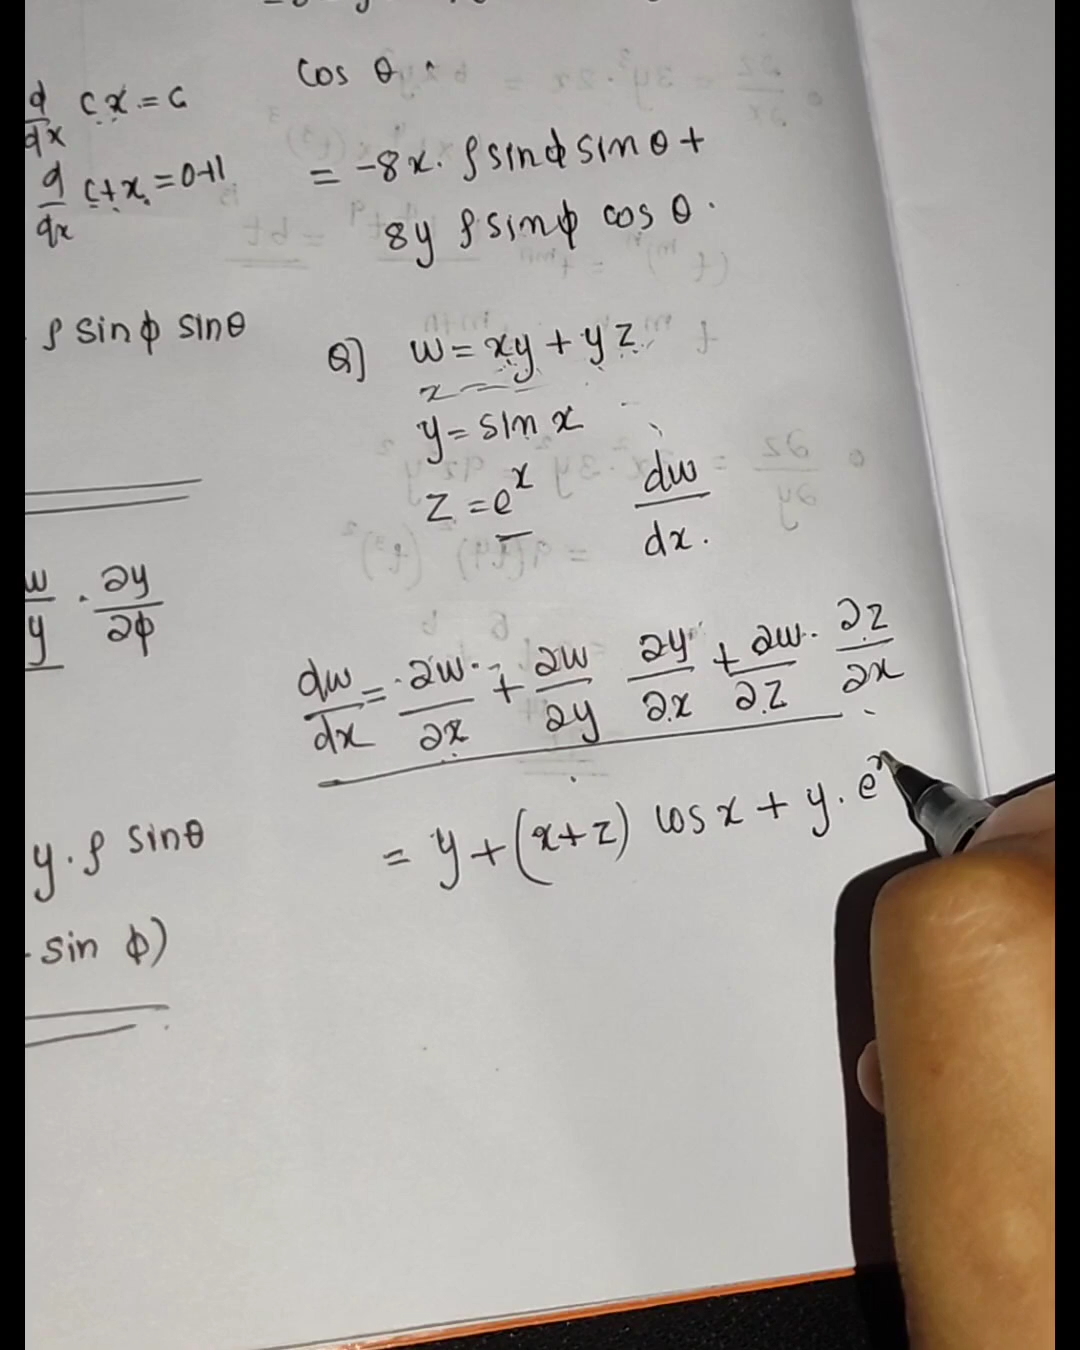 d/dx cx = c
d/dx c+x = 0+1
ρ sinϕ sinθ
w/y · ∂y/∂ϕ
y·ρ sinθ
- sin ϕ)
cos θ.
= -8x. ρ sinϕ sinθ +
8y ρ sinϕ cos θ.
Q] w = xy + yz
y = sin x
z = e^x dw/dx.
dw/dx = ∂w/∂x + ∂w/∂y ∂y/∂x + ∂w/∂z · ∂z/∂x
= y + (x+z) cos x + y. e^x